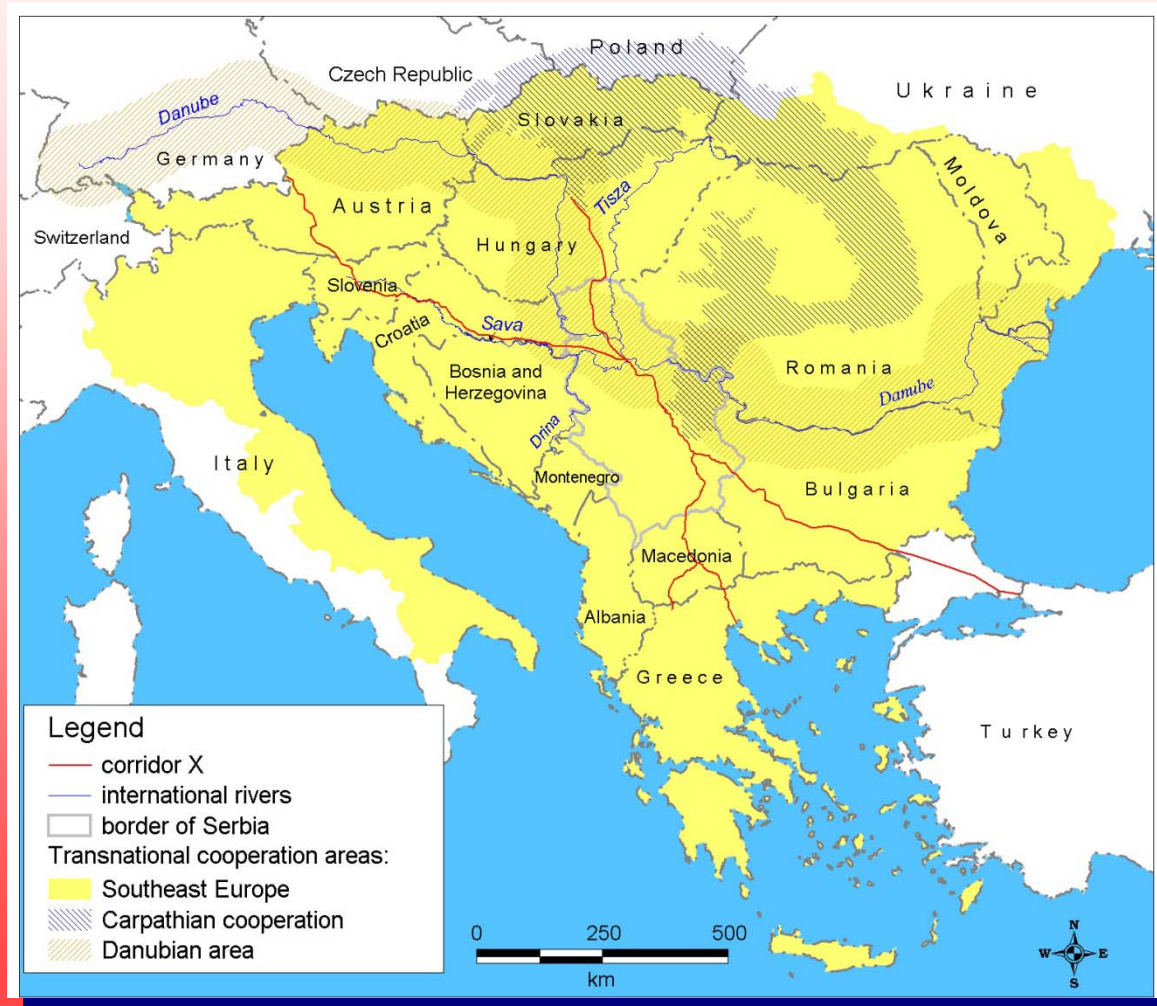 Poland
Czech Republic
Ukraine
Danube
Slovakia
Germany
Moldova
Tisza
Austria
Switzerland
Hungary
Slovenia
Croatia
Sava
Romania
Bosnia and
Herzegovina
Danube
Drina
Italy
Montenegro
Bulgaria
Macedonia
Albania
Greece
Turkey
Legend
corridor X
international rivers
border of Serbia
Transnational cooperation areas:
Southeast Europe
Carpathian cooperation
Danubian area
0 250 500
km
N
W E
S